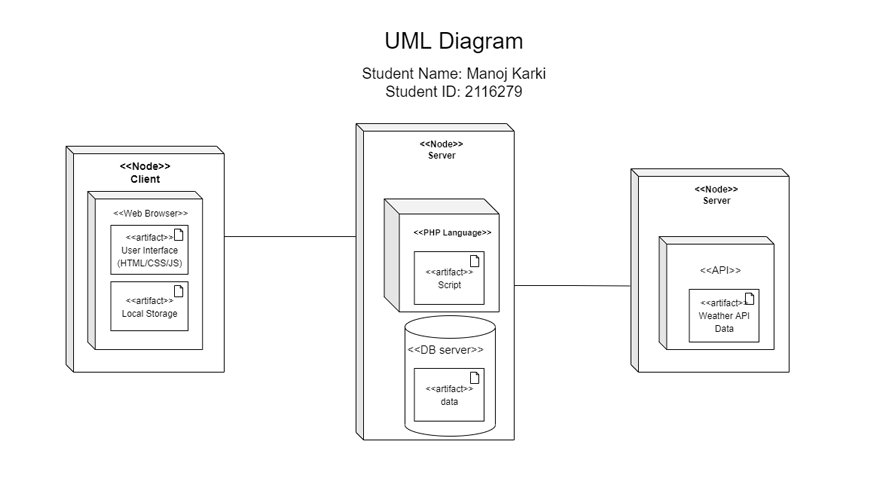 UML Diagram
Student Name: Manoj Karki
Student ID: 2116279
<<Node>>
Client
<<Web Browser>>
<<artifact>>
User Interface
(HTML/CSS/JS)
<<artifact>>
Local Storage
<<Node>>
Server
<<PHP Language>>
<<artifact>>
Script
<<DB server>>
<<artifact>>
data
<<Node>>
Server
<<API>>
<<artifact>>
Weather API
Data